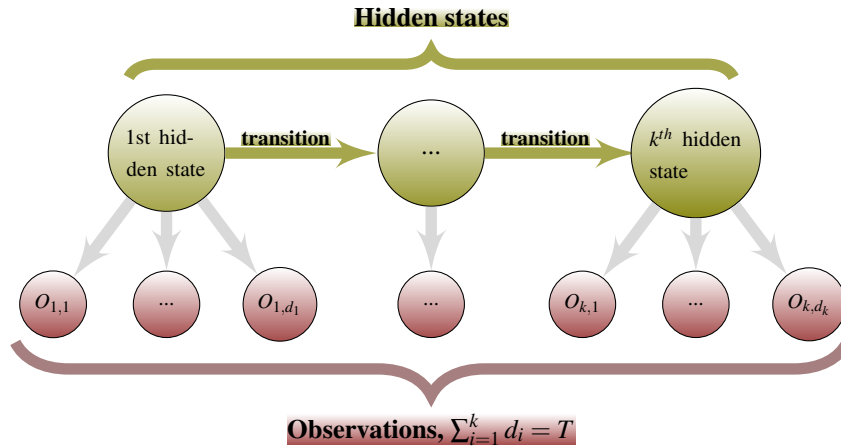 Hidden states
1st hid-
den state
transition
...
transition
k^{th} hidden
state
O_{1,1}
...
O_{1,d_1}
...
O_{k,1}
...
O_{k,d_k}
Observations, \sum_{i=1}^{k} d_i = T